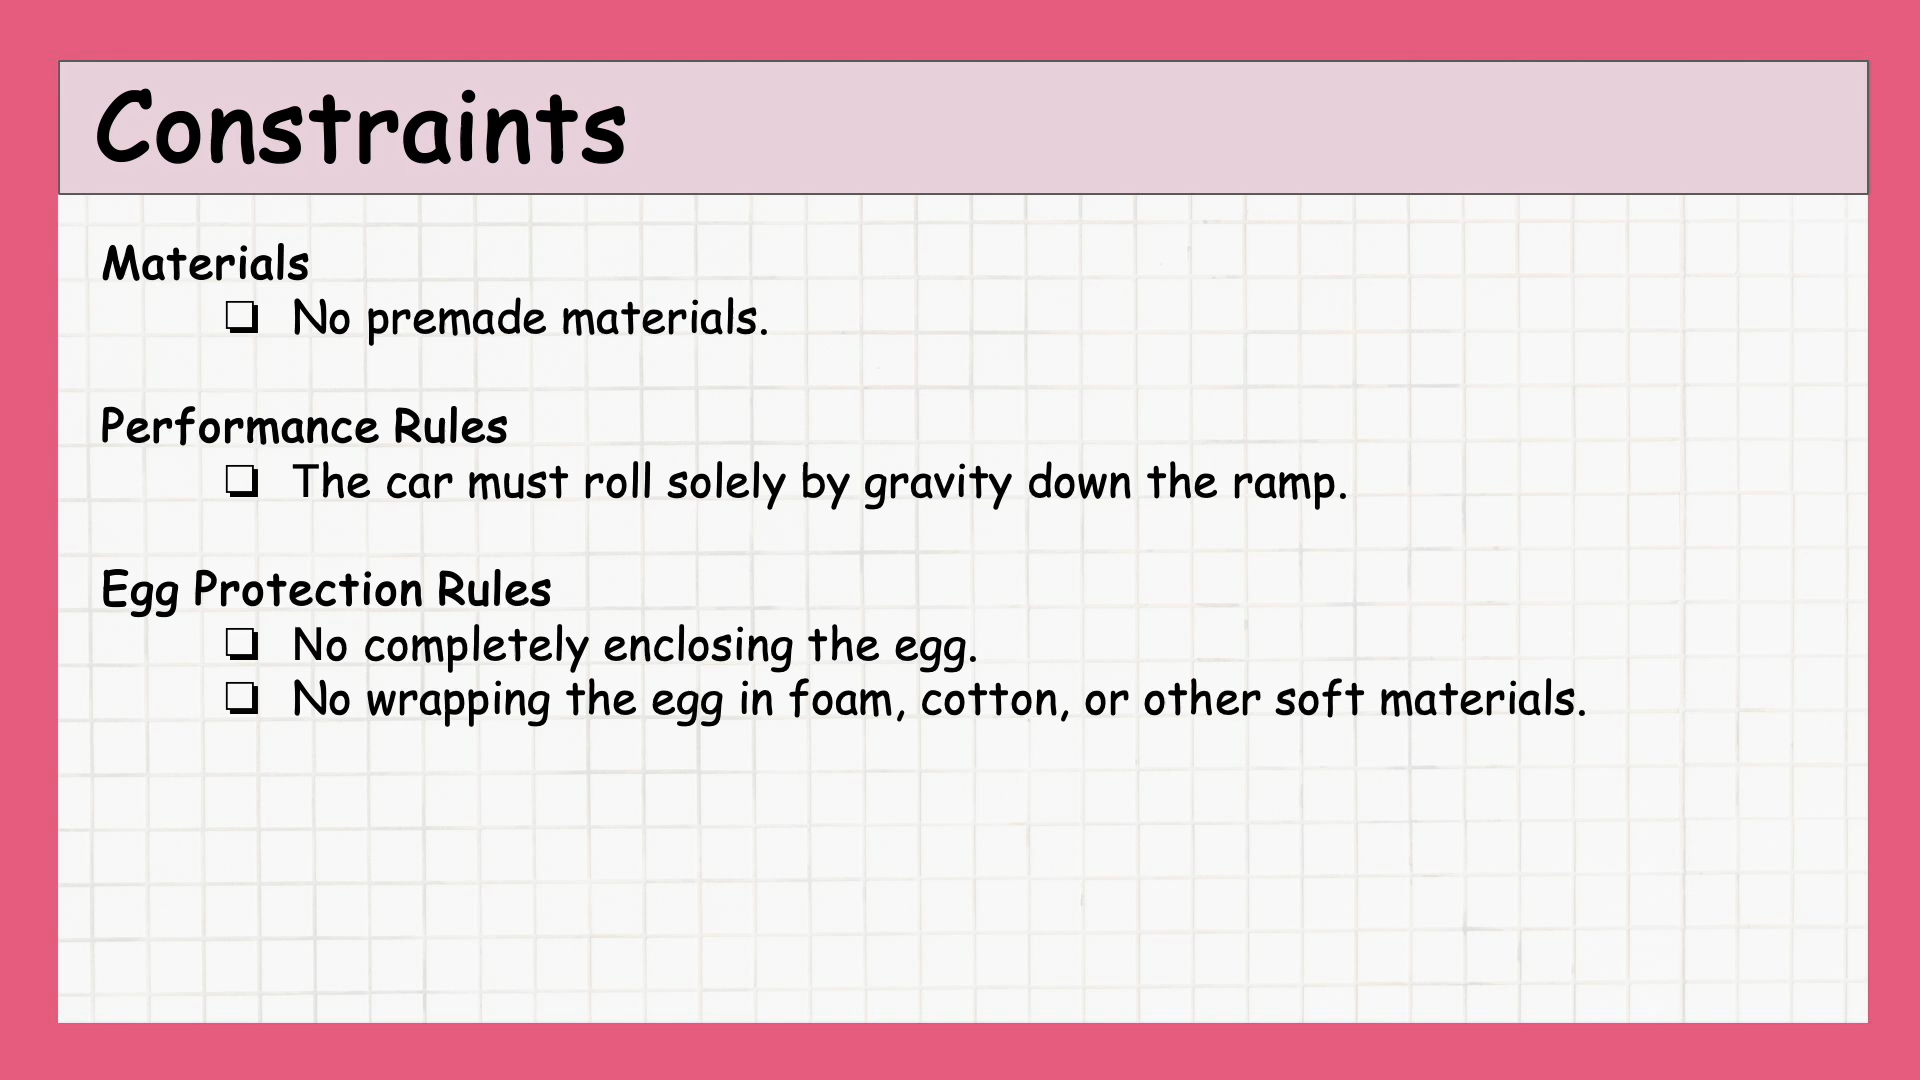 Constraints
Materials
❏ No premade materials.
Performance Rules
❏ The car must roll solely by gravity down the ramp.
Egg Protection Rules
❏ No completely enclosing the egg.
❏ No wrapping the egg in foam, cotton, or other soft materials.